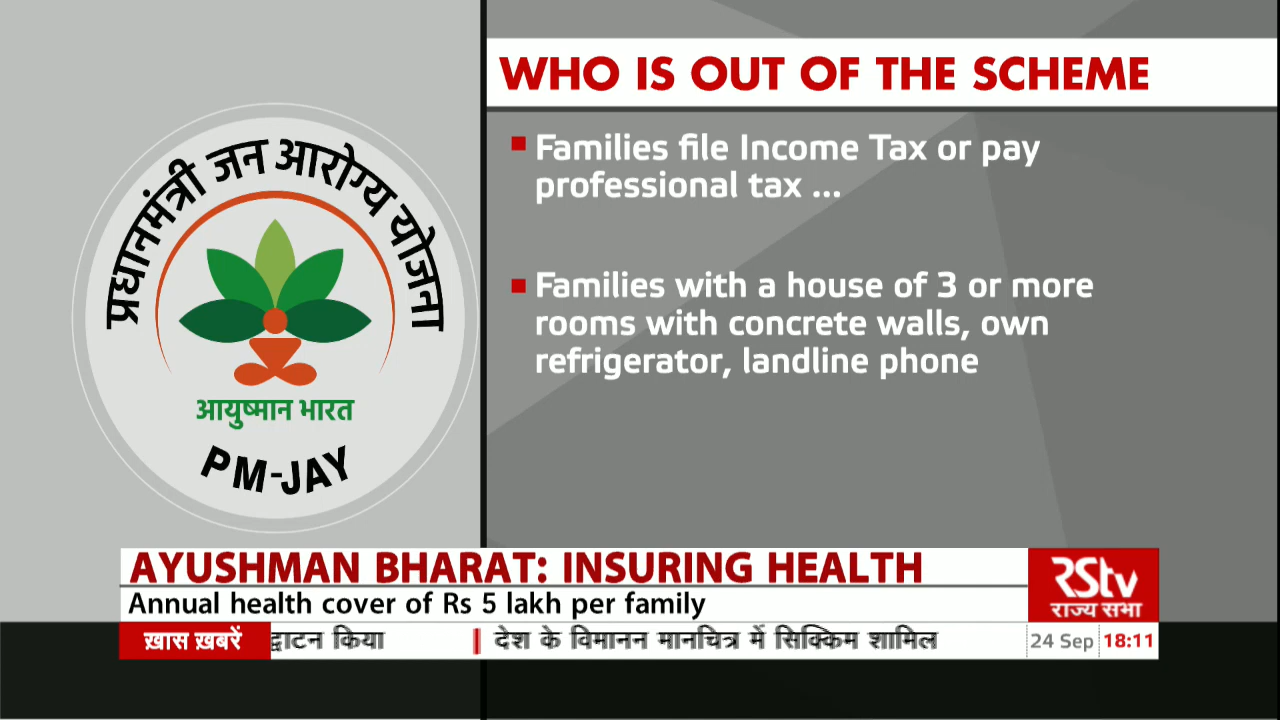 WHO IS OUT OF THE SCHEME
Families file Income Tax or pay
professional tax ...
Families with a house of 3 or more
rooms with concrete walls, own
refrigerator, landline phone
प्रधानमंत्री जन आरोग्य योजना
आयुष्मान भारत
PM-JAY
AYUSHMAN BHARAT: INSURING HEALTH
Annual health cover of Rs 5 lakh per family
RStv
राज्य सभा
ख़ास ख़बरें
किया | देश के विमानन मानचित्र में सिक्किम शामिल
24 Sep 18:11